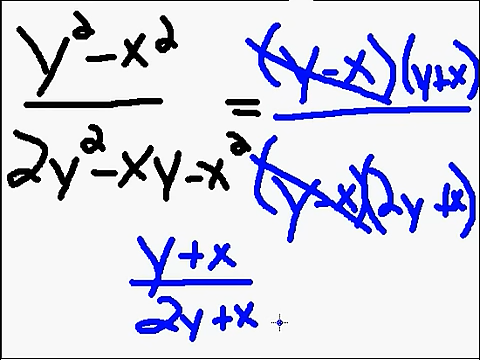 y² - x² / 2y² - xy - x² = (y - x)(y + x) / (y - x)(2y + x)
y + x / 2y + x